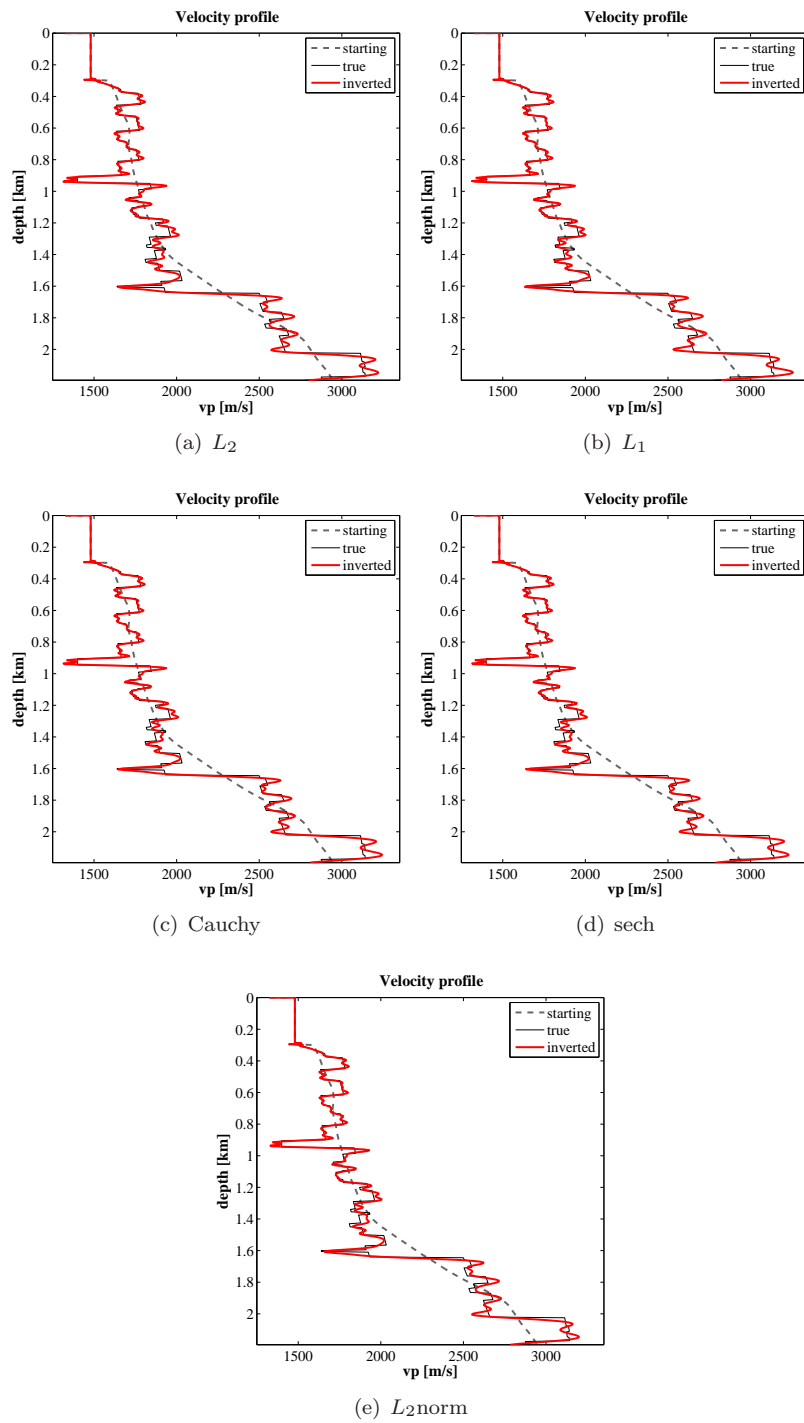 Velocity profile
starting
true
inverted
0
0.2
0.4
0.6
0.8
1
1.2
1.4
1.6
1.8
2
depth [km]
1500 2000 2500 3000
vp [m/s]
(a) L₂
Velocity profile
starting
true
inverted
0
0.2
0.4
0.6
0.8
1
1.2
1.4
1.6
1.8
2
depth [km]
1500 2000 2500 3000
vp [m/s]
(b) L₁
Velocity profile
starting
true
inverted
0
0.2
0.4
0.6
0.8
1
1.2
1.4
1.6
1.8
2
depth [km]
1500 2000 2500 3000
vp [m/s]
(c) Cauchy
Velocity profile
starting
true
inverted
0
0.2
0.4
0.6
0.8
1
1.2
1.4
1.6
1.8
2
depth [km]
1500 2000 2500 3000
vp [m/s]
(d) sech
Velocity profile
starting
true
inverted
0
0.2
0.4
0.6
0.8
1
1.2
1.4
1.6
1.8
2
depth [km]
1500 2000 2500 3000
vp [m/s]
(e) L₂norm